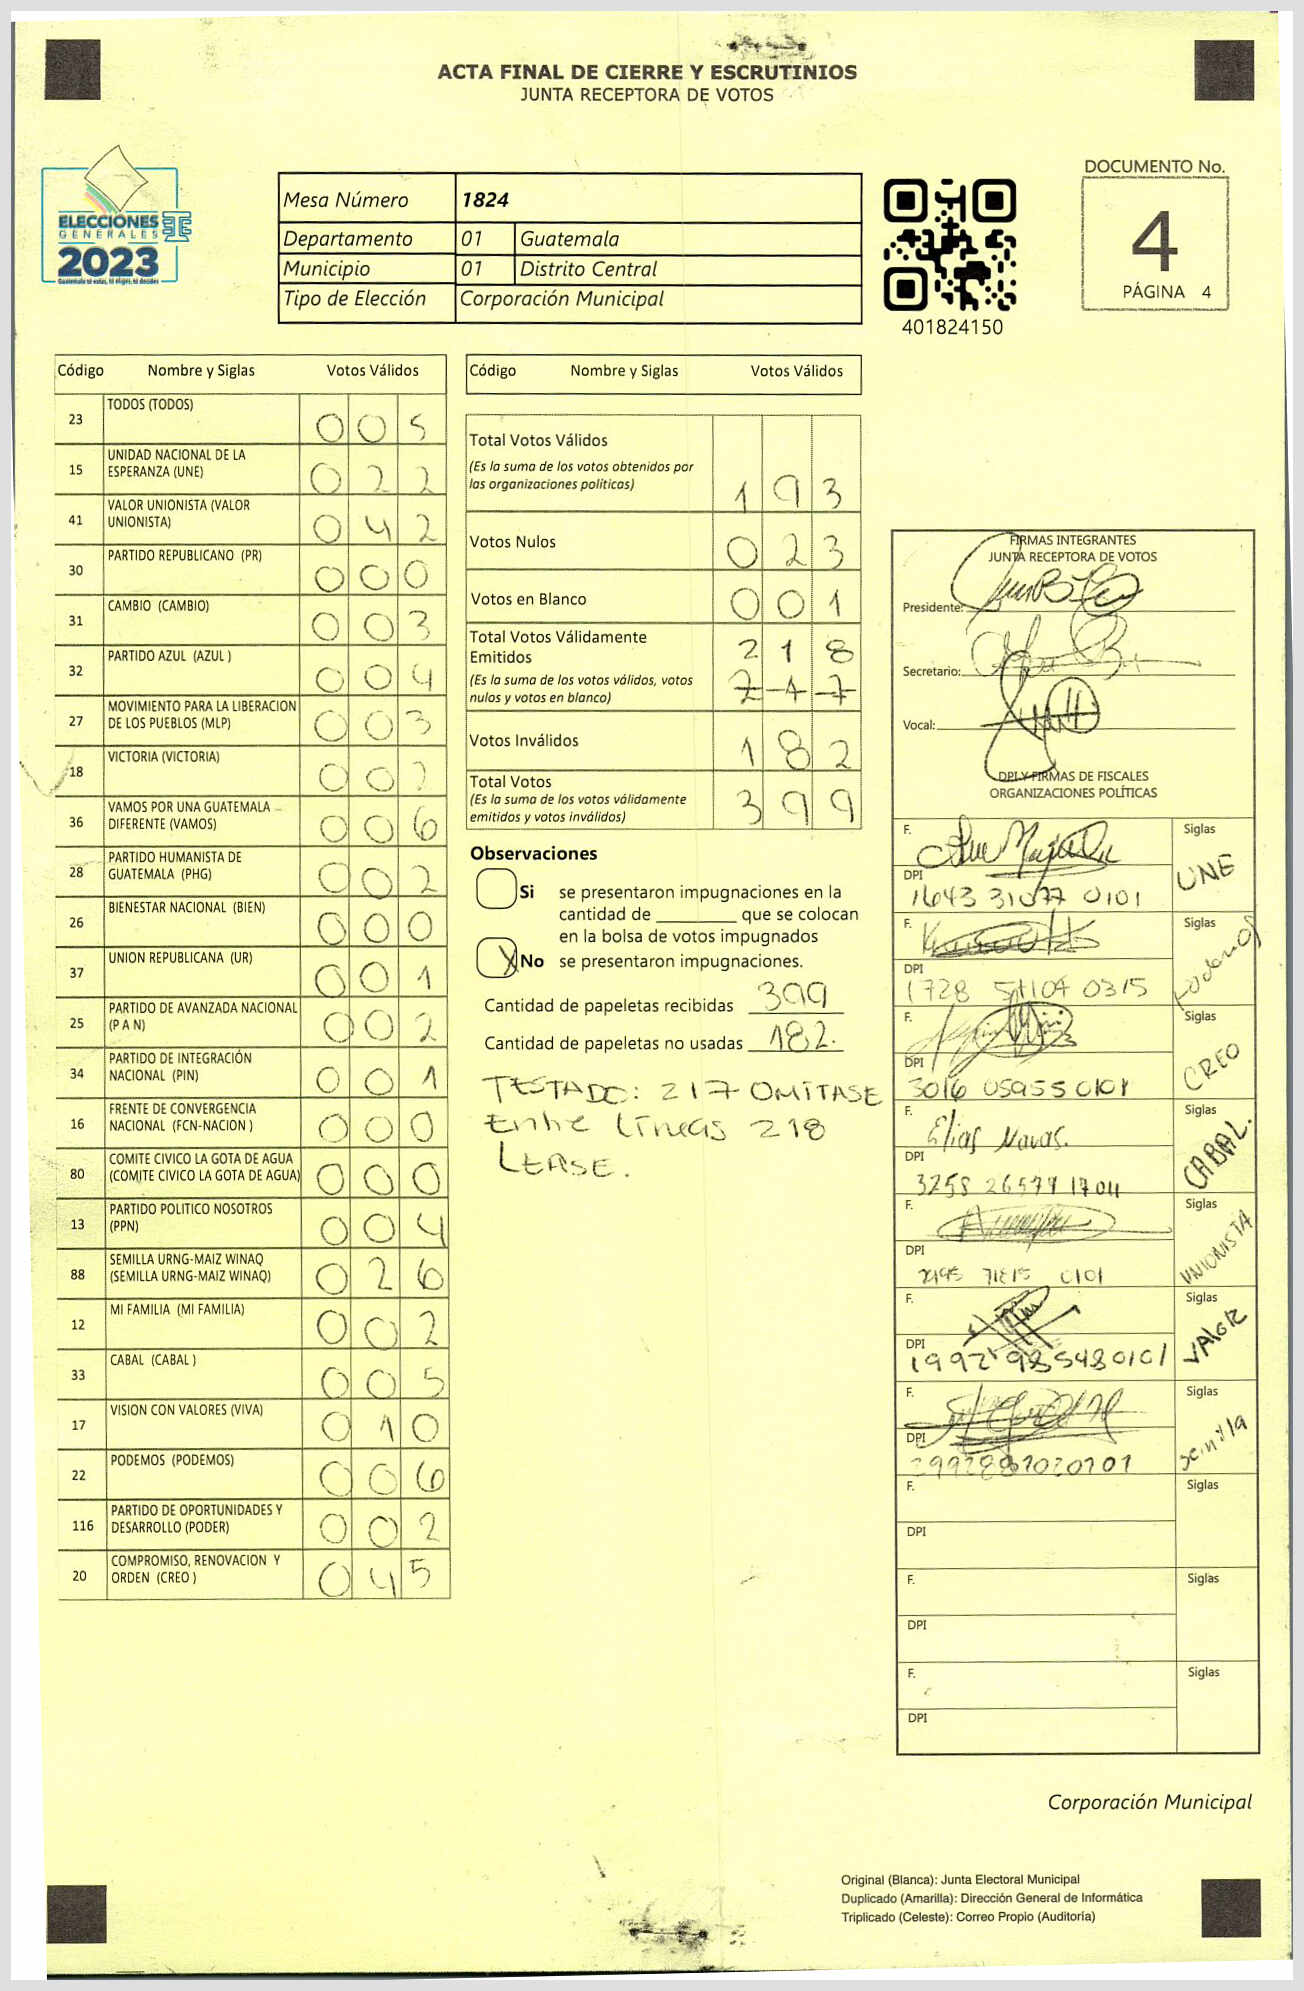 ACTA FINAL DE CIERRE Y ESCRUTINIOS
JUNTA RECEPTORA DE VOTOS
ELECCIONES
GENERALES
2023
Guatemala tú votas, tú eliges, tú decides
Mesa Número 1824
Departamento 01 Guatemala
Municipio 01 Distrito Central
Tipo de Elección Corporación Municipal
401824150
DOCUMENTO No.
4
PÁGINA 4
Código Nombre y Siglas Votos Válidos
23 TODOS (TODOS) 0 0 5
15 UNIDAD NACIONAL DE LA ESPERANZA (UNE) 0 2 2
41 VALOR UNIONISTA (VALOR UNIONISTA) 0 4 2
30 PARTIDO REPUBLICANO (PR) 0 0 0
31 CAMBIO (CAMBIO) 0 0 3
32 PARTIDO AZUL (AZUL ) 0 0 4
27 MOVIMIENTO PARA LA LIBERACION DE LOS PUEBLOS (MLP) 0 0 3
18 VICTORIA (VICTORIA) 0 0 2
36 VAMOS POR UNA GUATEMALA DIFERENTE (VAMOS) 0 0 6
28 PARTIDO HUMANISTA DE GUATEMALA (PHG) 0 0 2
26 BIENESTAR NACIONAL (BIEN) 0 0 0
37 UNION REPUBLICANA (UR) 0 0 1
25 PARTIDO DE AVANZADA NACIONAL (P A N) 0 0 2
34 PARTIDO DE INTEGRACIÓN NACIONAL (PIN) 0 0 1
16 FRENTE DE CONVERGENCIA NACIONAL (FCN-NACION ) 0 0 0
80 COMITE CIVICO LA GOTA DE AGUA (COMITE CIVICO LA GOTA DE AGUA) 0 0 0
13 PARTIDO POLITICO NOSOTROS (PPN) 0 0 4
88 SEMILLA URNG-MAIZ WINAQ (SEMILLA URNG-MAIZ WINAQ) 0 2 6
12 MI FAMILIA (MI FAMILIA) 0 0 2
33 CABAL (CABAL ) 0 0 5
17 VISION CON VALORES (VIVA) 0 1 0
22 PODEMOS (PODEMOS) 0 0 6
116 PARTIDO DE OPORTUNIDADES Y DESARROLLO (PODER) 0 0 2
20 COMPROMISO, RENOVACION Y ORDEN (CREO ) 0 4 5
Código Nombre y Siglas Votos Válidos
Total Votos Válidos
(Es la suma de los votos obtenidos por
las organizaciones políticas) 1 9 3
Votos Nulos 0 2 3
Votos en Blanco 0 0 1
Total Votos Válidamente
Emitidos 2 1 8
(Es la suma de los votos válidos, votos
nulos y votos en blanco) 2 1 7
Votos Inválidos 1 8 2
Total Votos
(Es la suma de los votos válidamente
emitidos y votos inválidos) 3 9 9
Observaciones
Si se presentaron impugnaciones en la
cantidad de ________ que se colocan
en la bolsa de votos impugnados
X No se presentaron impugnaciones.
Cantidad de papeletas recibidas 399
Cantidad de papeletas no usadas 182.
TESTADO: 217 OMITASE
Entre lineas 218
LEASE.
FIRMAS INTEGRANTES
JUNTA RECEPTORA DE VOTOS
Presidente:
Secretario:
Vocal:
DPI Y FIRMAS DE FISCALES
ORGANIZACIONES POLÍTICAS
F. Siglas
DPI UNE
1643 31077 0101
F. Siglas
DPI
1728 0315
F. Siglas
DPI CREO
3016 05955 0101
F. Elias Navas. Siglas
DPI CABAL.
3258 26577 1704
F. Siglas
DPI UNIONISTA
0101
F. Siglas
DPI VALOR
1992 98548 0101
F. Siglas
DPI semilla
F. Siglas
DPI
F. Siglas
DPI
F. Siglas
DPI
Corporación Municipal
Original (Blanca): Junta Electoral Municipal
Duplicado (Amarilla): Dirección General de Informática
Triplicado (Celeste): Correo Propio (Auditoría)